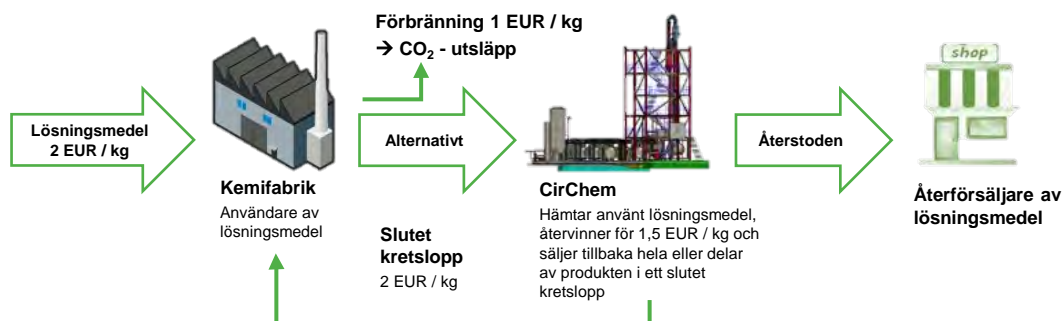 Förbränning 1 EUR / kg
→ CO₂ - utsläpp
shop
Lösningsmedel
2 EUR / kg
Alternativt
Återstoden
Kemifabrik
Användare av
lösningsmedel
Slutet
kretslopp
2 EUR / kg
CirChem
Hämtar använt lösningsmedel,
återvinner för 1,5 EUR / kg och
säljer tillbaka hela eller delar
av produkten i ett slutet
kretslopp
Återförsäljare av
lösningsmedel